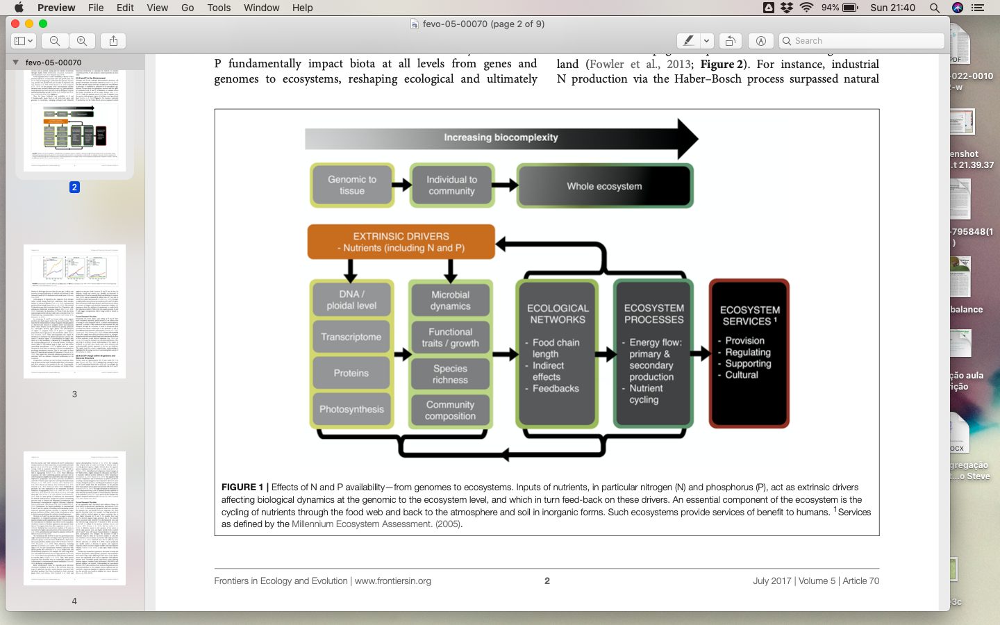 Preview File Edit View Go Tools Window Help
94% Sun 21:40
fevo-05-00070 (page 2 of 9)
Search
fevo-05-00070
2
3
4
P fundamentally impact biota at all levels from genes and
genomes to ecosystems, reshaping ecological and ultimately
land (Fowler et al., 2013; Figure 2). For instance, industrial
N production via the Haber–Bosch process surpassed natural
Increasing biocomplexity
Genomic to
tissue
Individual to
community
Whole ecosystem
EXTRINSIC DRIVERS
- Nutrients (including N and P)
DNA /
ploidal level
Transcriptome
Proteins
Photosynthesis
Microbial
dynamics
Functional
traits / growth
Species
richness
Community
composition
ECOLOGICAL
NETWORKS
- Food chain
length
- Indirect
effects
- Feedbacks
ECOSYSTEM
PROCESSES
- Energy flow:
primary &
secondary
production
- Nutrient
cycling
ECOSYSTEM
SERVICES 1
- Provision
- Regulating
- Supporting
- Cultural
FIGURE 1 | Effects of N and P availability—from genomes to ecosystems. Inputs of nutrients, in particular nitrogen (N) and phosphorus (P), act as extrinsic drivers
affecting biological dynamics at the genomic to the ecosystem level, and which in turn feed-back on these drivers. An essential component of the ecosystem is the
cycling of nutrients through the food web and back to the atmosphere and soil in inorganic forms. Such ecosystems provide services of benefit to humans. 1Services
as defined by the Millennium Ecosystem Assessment. (2005).
Frontiers in Ecology and Evolution | www.frontiersin.org
2
July 2017 | Volume 5 | Article 70
PDF
-022-0010
-w
enshot
.t 21.39.37
-795848(1
)
balance
ção aula
ição
OCX
gregação
...o Steve
-3c